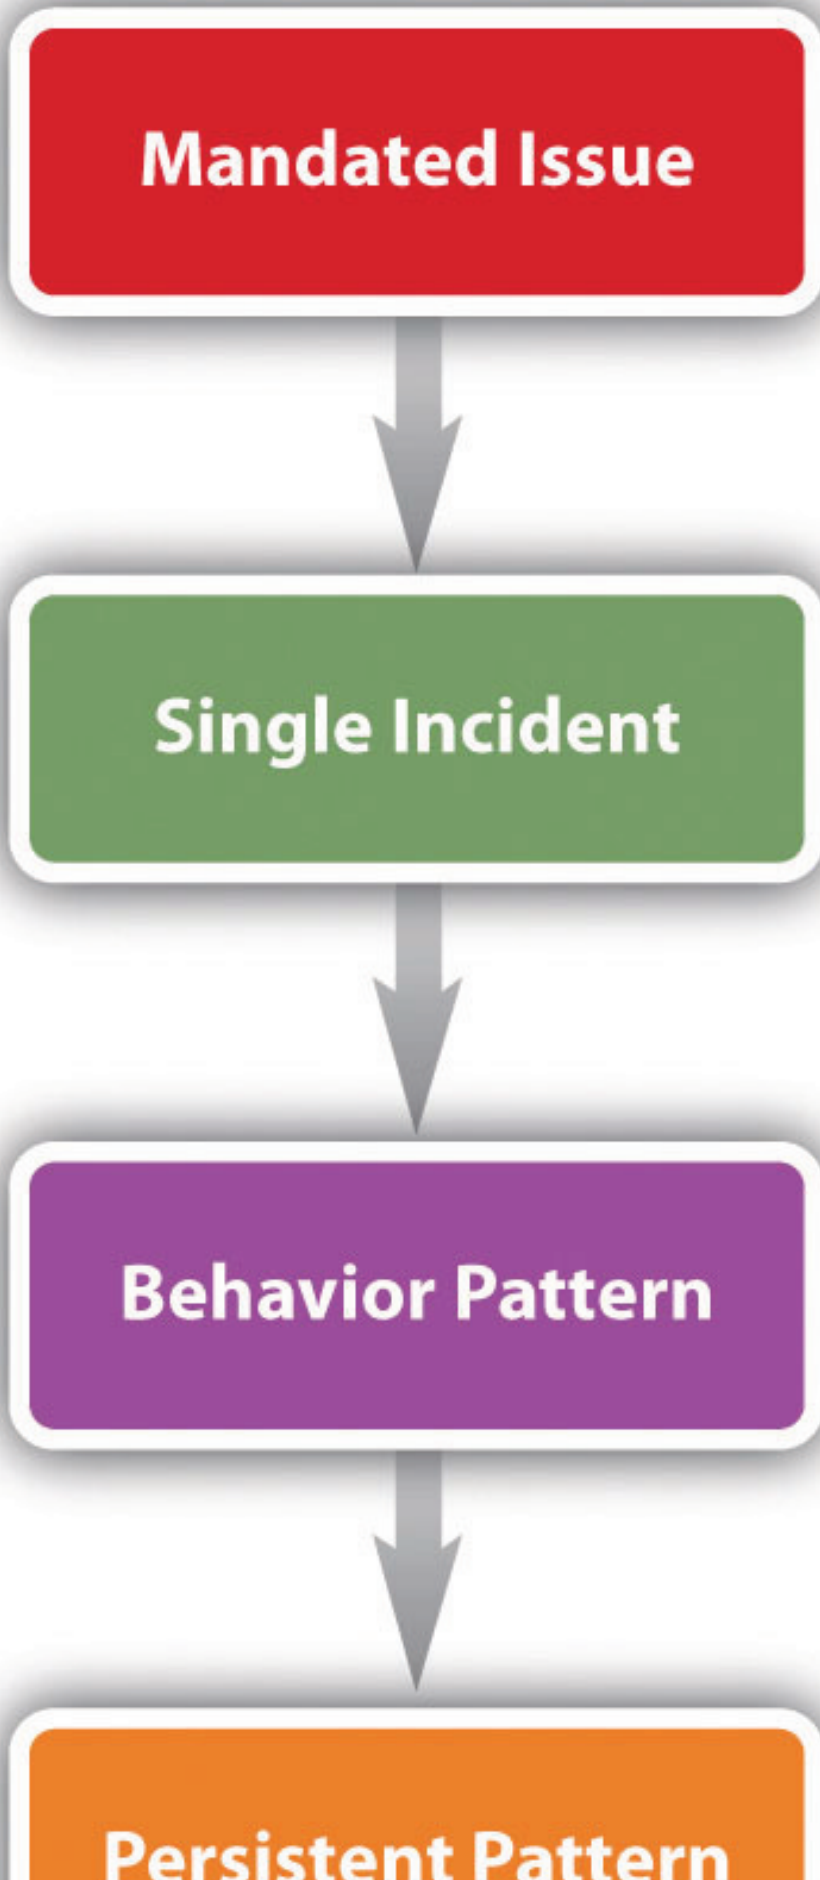 Mandated Issue
Single Incident
Behavior Pattern
Persistent Pattern